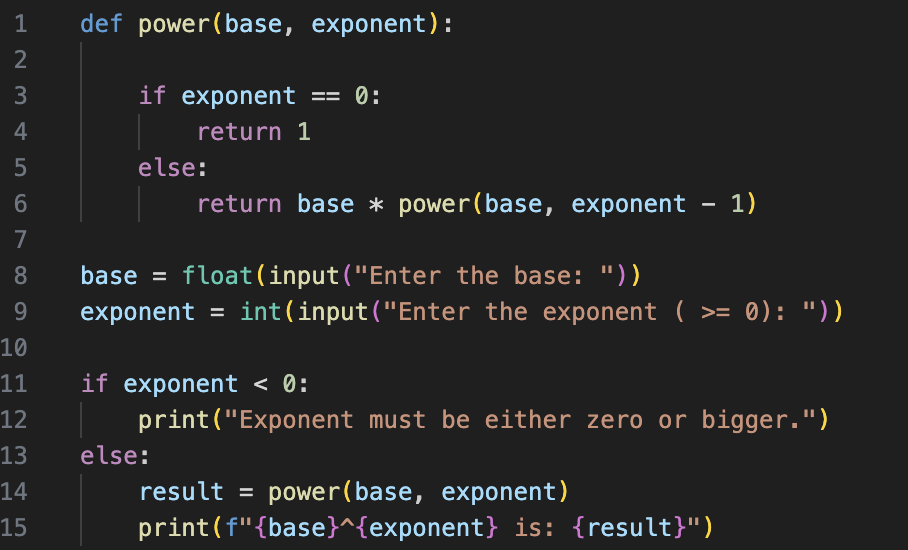 1 def power(base, exponent):
2
3     if exponent == 0:
4         return 1
5     else:
6         return base * power(base, exponent - 1)
7
8 base = float(input("Enter the base: "))
9 exponent = int(input("Enter the exponent ( >= 0): "))
10
11 if exponent < 0:
12     print("Exponent must be either zero or bigger.")
13 else:
14     result = power(base, exponent)
15     print(f"{base}^{exponent} is: {result}")